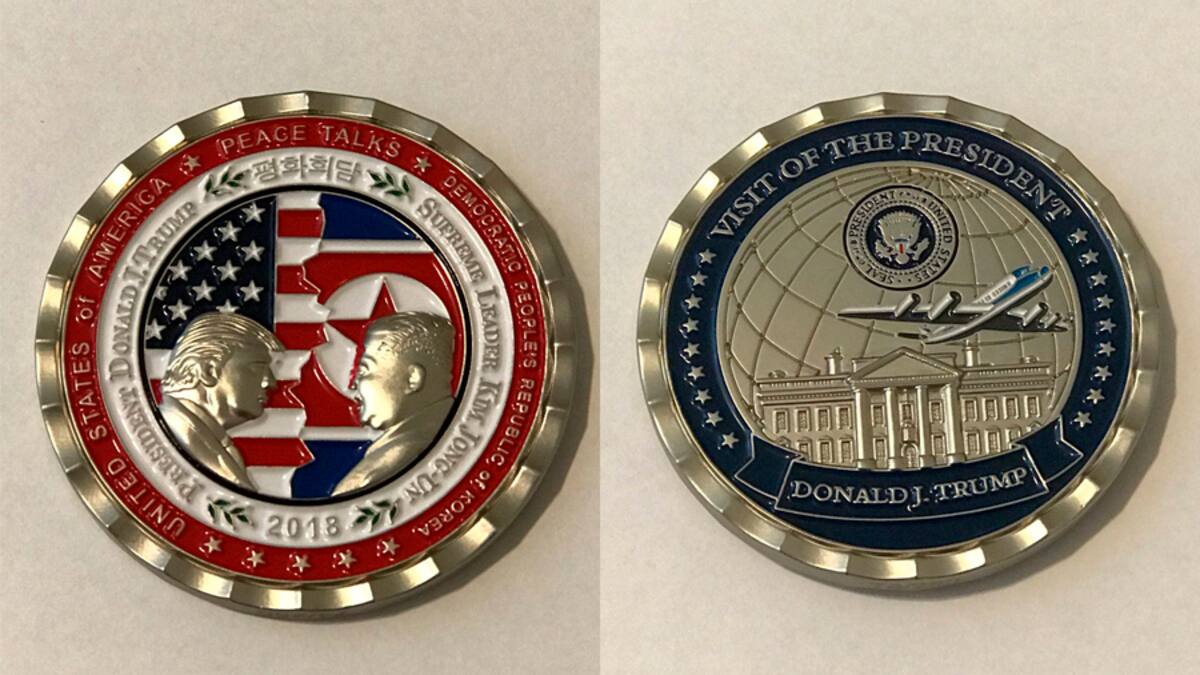 PEACE TALKS
UNITED STATES of AMERICA
DEMOCRATIC PEOPLE'S REPUBLIC of KOREA
평화회담
PRESIDENT DONALD J. TRUMP
SUPREME LEADER KIM JONG-UN
2018
VISIT OF THE PRESIDENT
SEAL OF THE PRESIDENT OF THE UNITED STATES
DONALD J. TRUMP